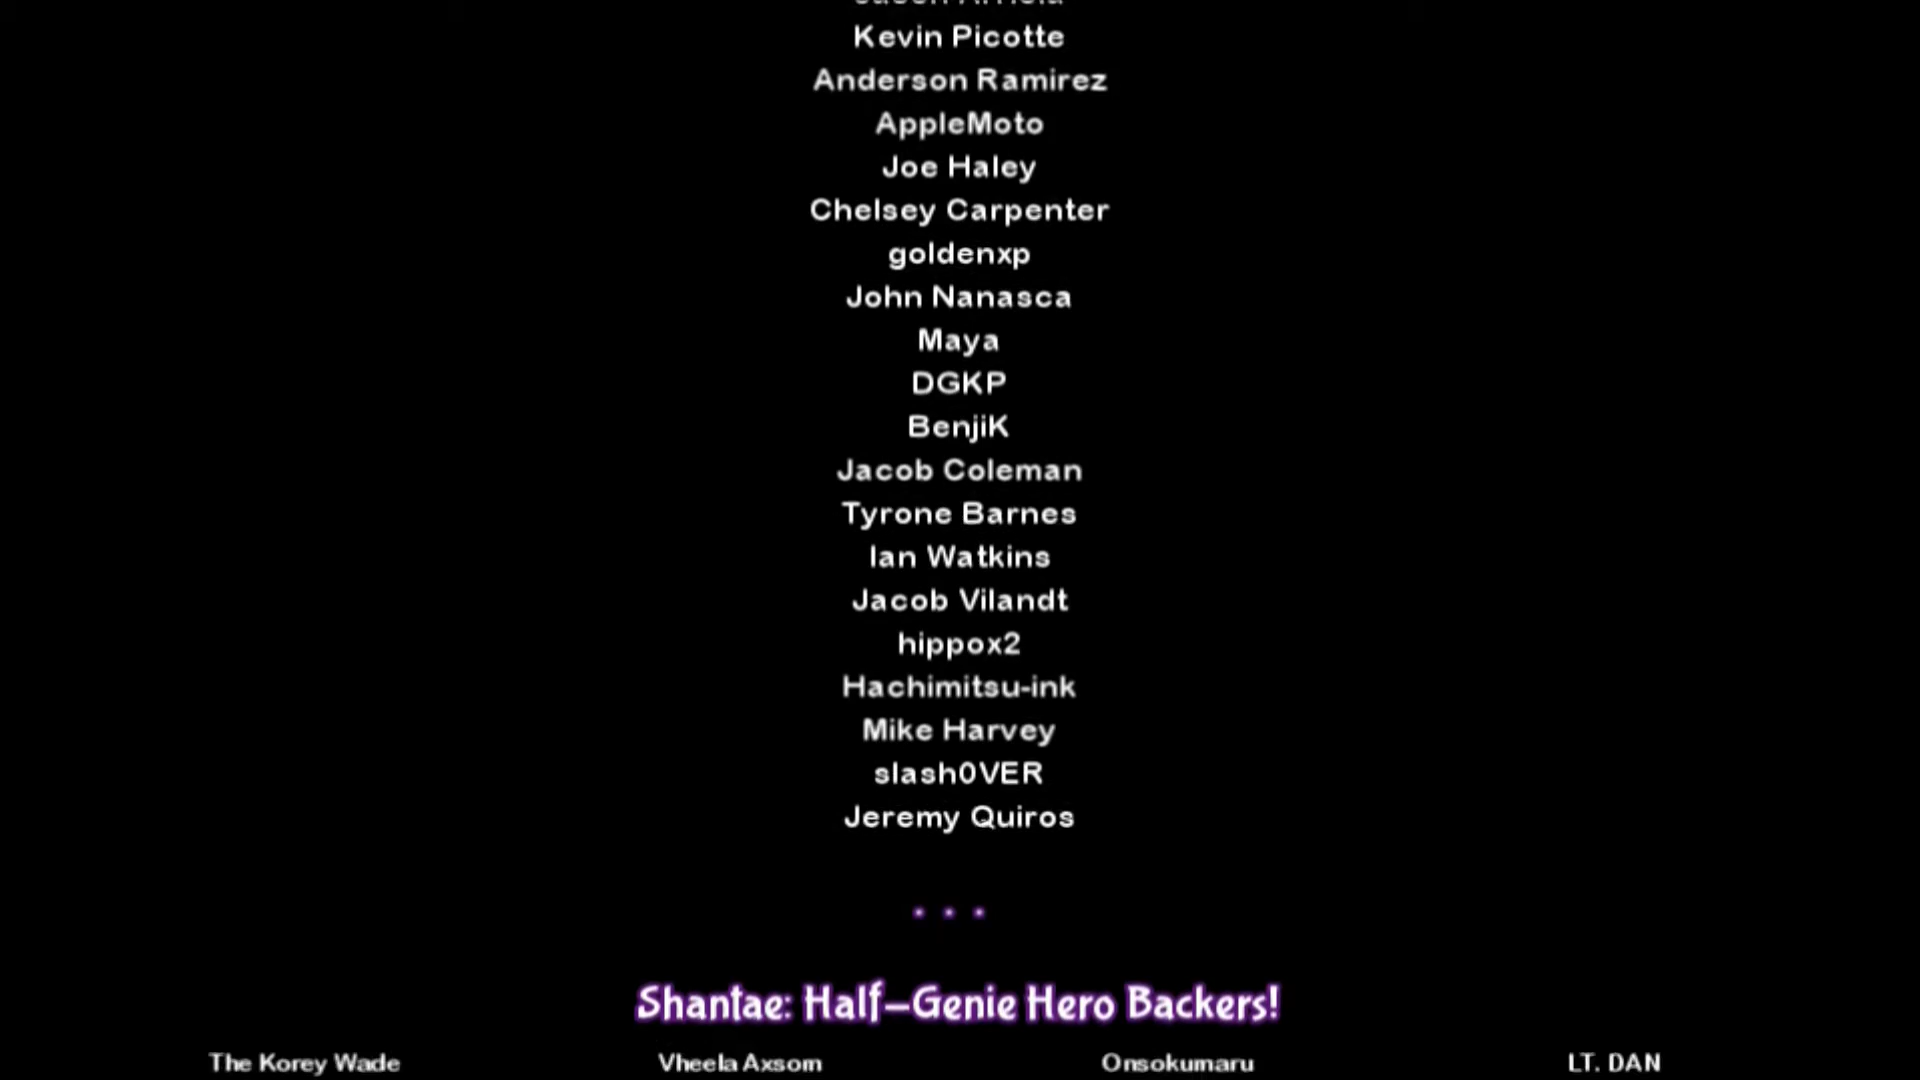 Kevin Picotte
Anderson Ramirez
AppleMoto
Joe Haley
Chelsey Carpenter
goldenxp
John Nanasca
Maya
DGKP
BenjiK
Jacob Coleman
Tyrone Barnes
Ian Watkins
Jacob Vilandt
hippox2
Hachimitsu-ink
Mike Harvey
slash0VER
Jeremy Quiros
. . .
Shantae: Half-Genie Hero Backers!
The Korey Wade Vheela Axsom Onsokumaru LT. DAN